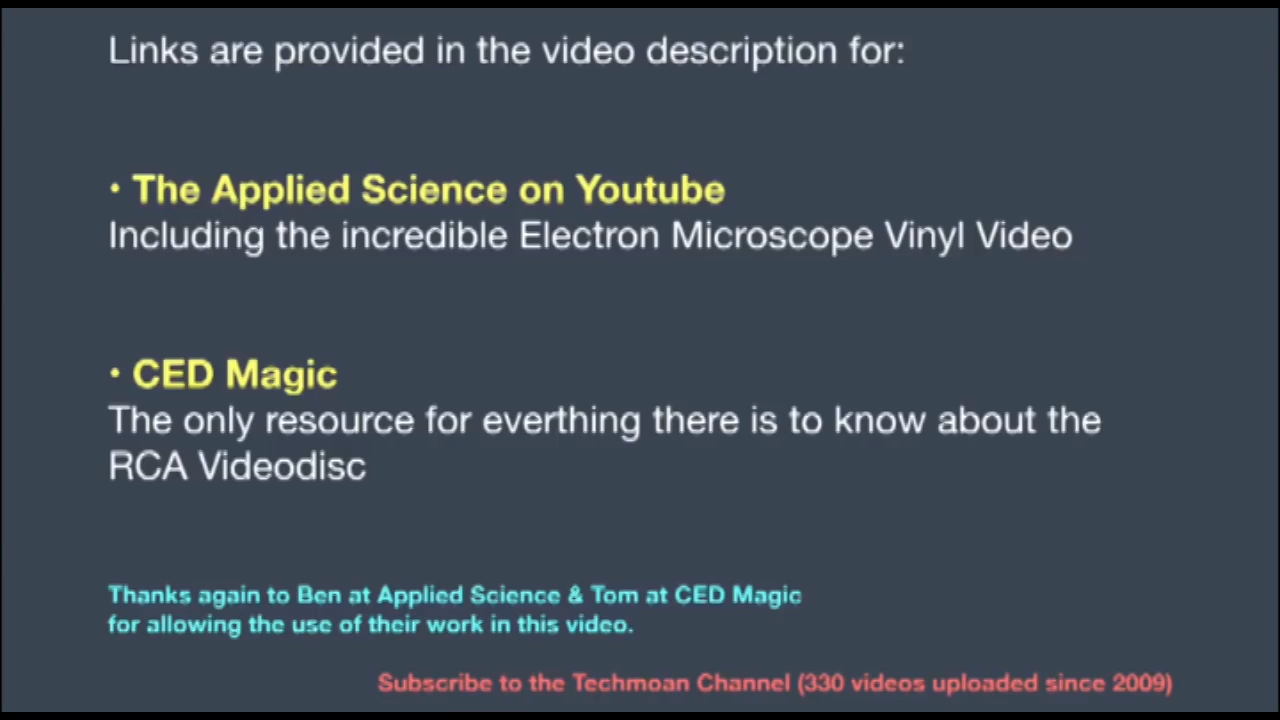 Links are provided in the video description for:
• The Applied Science on Youtube
Including the incredible Electron Microscope Vinyl Video
• CED Magic
The only resource for everthing there is to know about the
RCA Videodisc
Thanks again to Ben at Applied Science & Tom at CED Magic
for allowing the use of their work in this video.
Subscribe to the Techmoan Channel (330 videos uploaded since 2009)